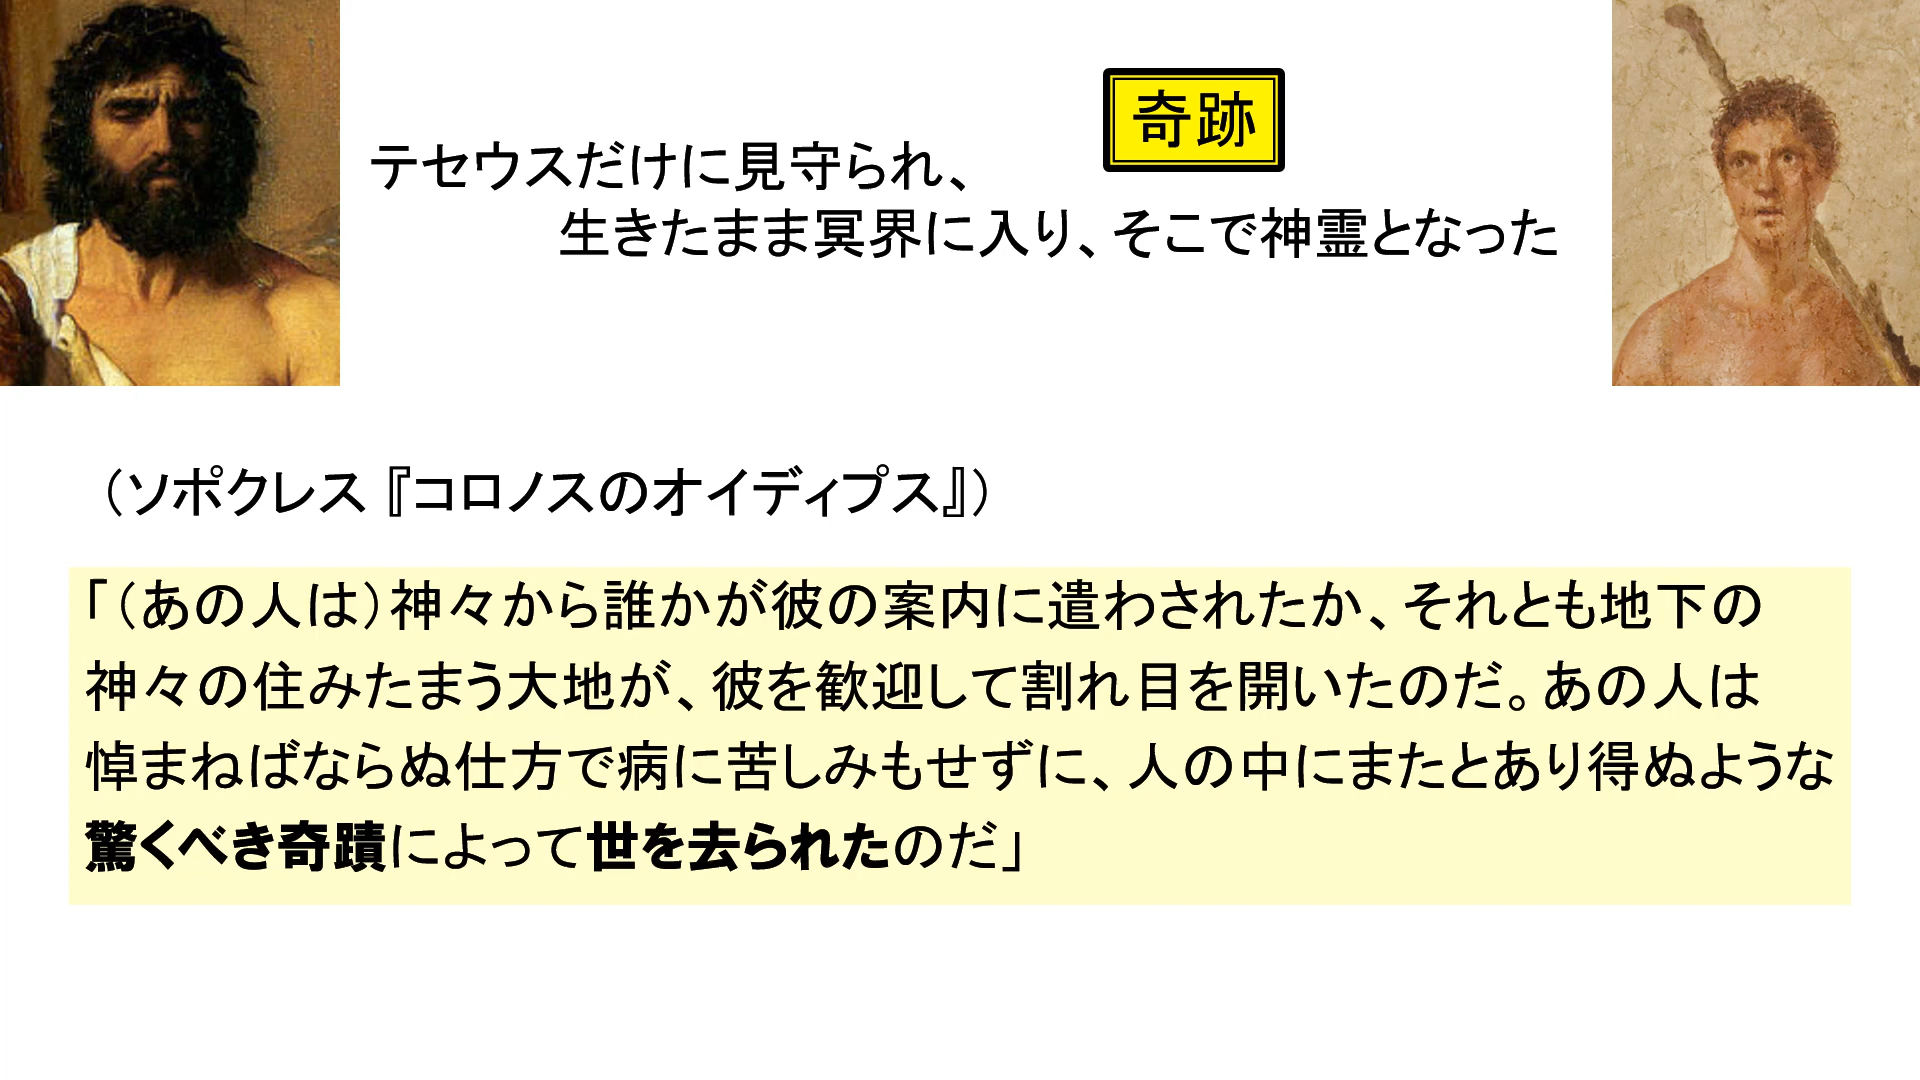 奇跡
テセウスだけに見守られ、
生きたまま冥界に入り、そこで神霊となった
（ソポクレス『コロノスのオイディプス』）
「（あの人は）神々から誰かが彼の案内に遣わされたか、それとも地下の
神々の住みたまう大地が、彼を歓迎して割れ目を開いたのだ。あの人は
悼まねばならぬ仕方で病に苦しみもせずに、人の中にまたとあり得ぬような
驚くべき奇蹟によって世を去られたのだ」